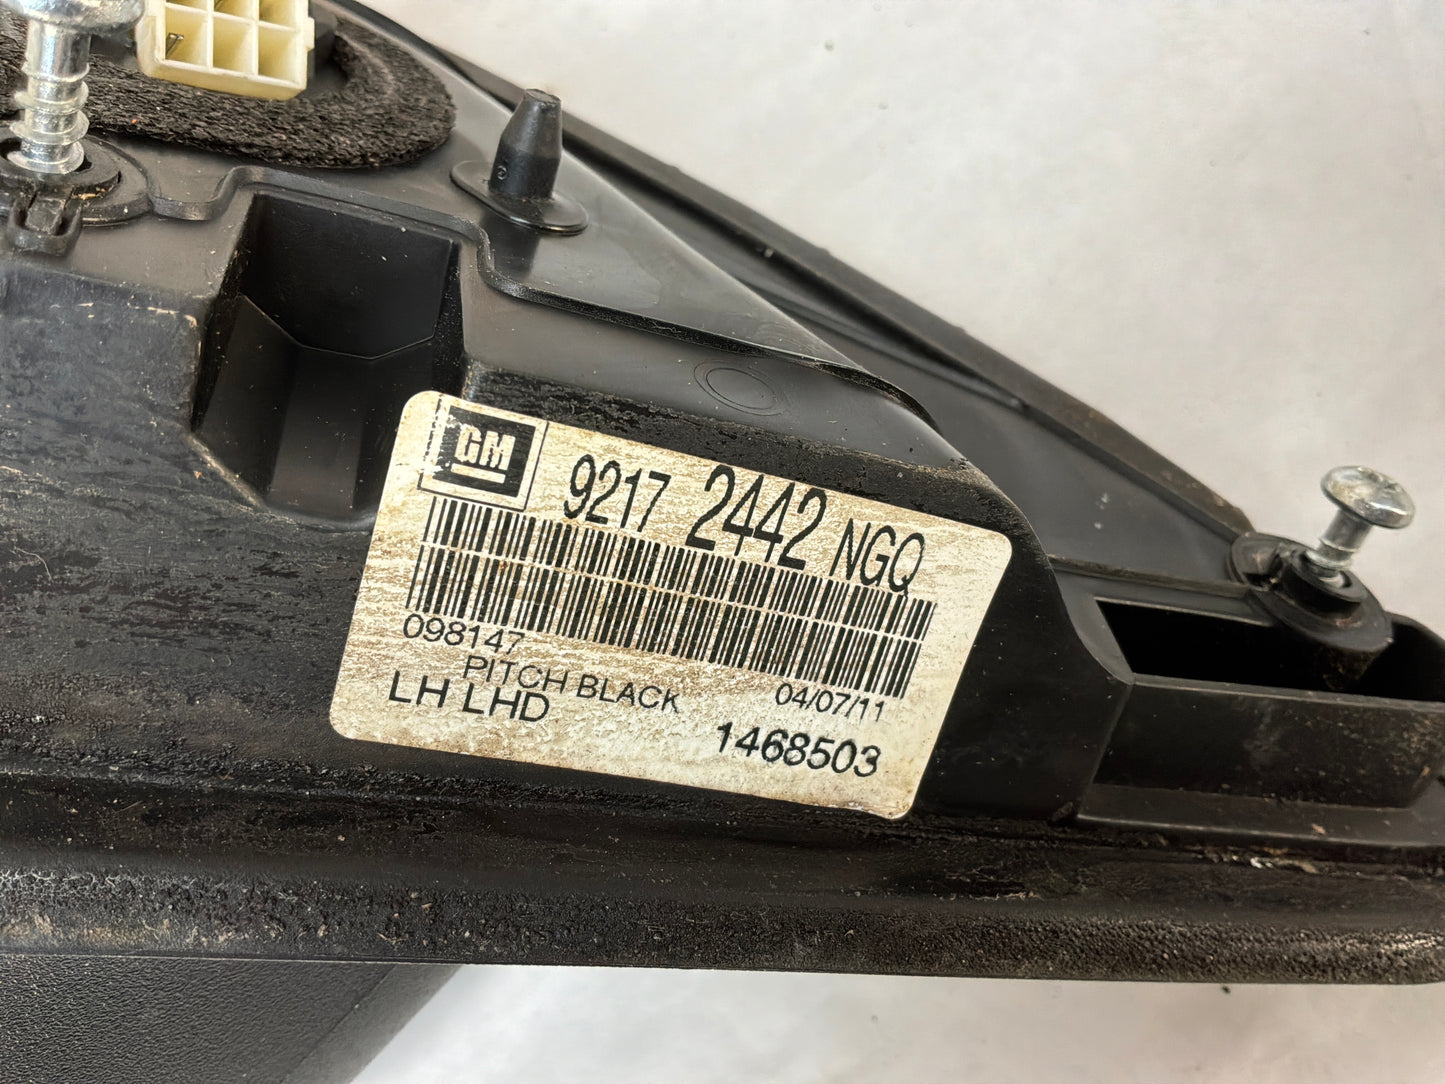 GM
9217 2442 NGQ
098147
PITCH BLACK 04/07/11
LH LHD
1468503